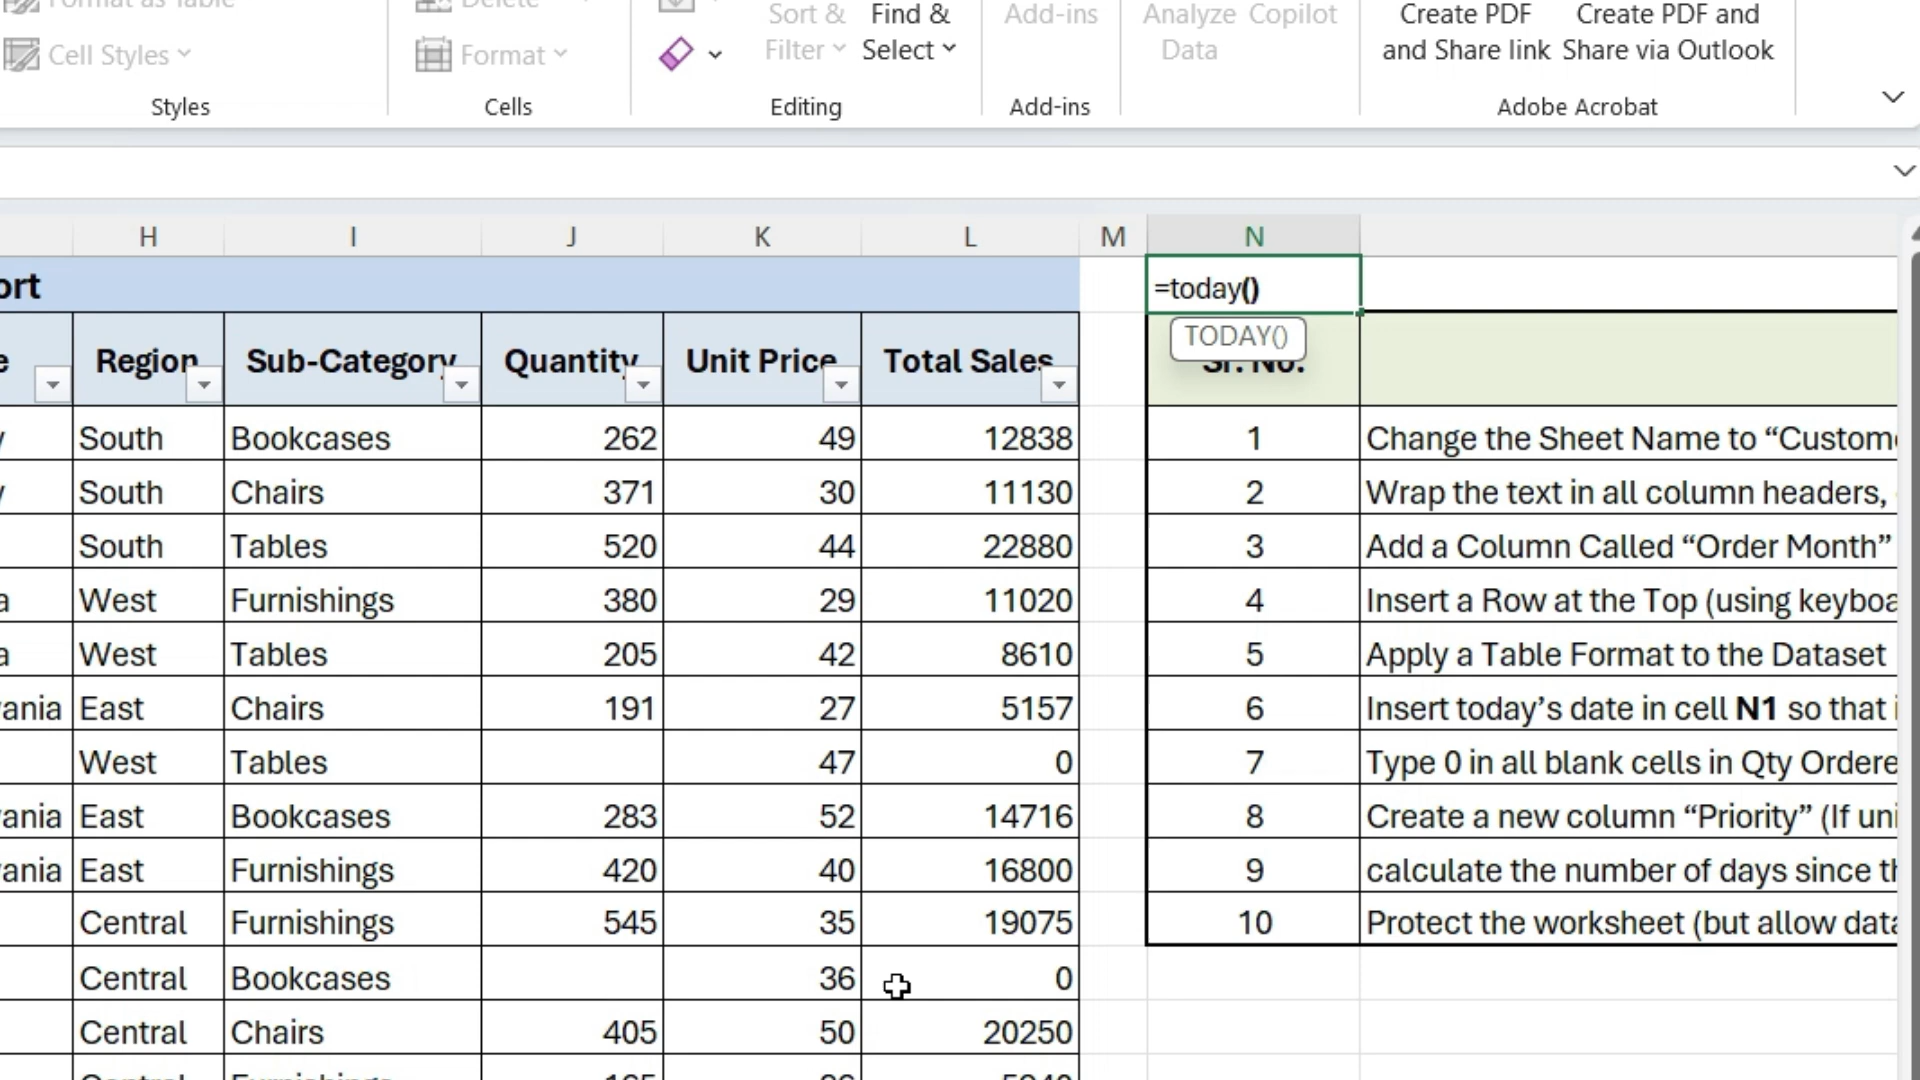 Format as Table
Delete
Sort &
Find &
Add-ins
Analyze
Copilot
Create PDF
Create PDF and
Cell Styles
Format
Filter
Select
Data
and Share link
Share via Outlook
Styles
Cells
Editing
Add-ins
Adobe Acrobat
H I J K L M N
ort =today()
TODAY()
e Region Sub-Category Quantity Unit Price Total Sales Sr. No.
y South Bookcases 262 49 12838 1 Change the Sheet Name to “Custome
y South Chairs 371 30 11130 2 Wrap the text in all column headers,
South Tables 520 44 22880 3 Add a Column Called “Order Month”
a West Furnishings 380 29 11020 4 Insert a Row at the Top (using keyboa
a West Tables 205 42 8610 5 Apply a Table Format to the Dataset
ania East Chairs 191 27 5157 6 Insert today’s date in cell N1 so that i
West Tables 47 0 7 Type 0 in all blank cells in Qty Ordere
ania East Bookcases 283 52 14716 8 Create a new column “Priority” (If uni
ania East Furnishings 420 40 16800 9 calculate the number of days since th
Central Furnishings 545 35 19075 10 Protect the worksheet (but allow data
Central Bookcases 36 0
Central Chairs 405 50 20250
Central Furnishings